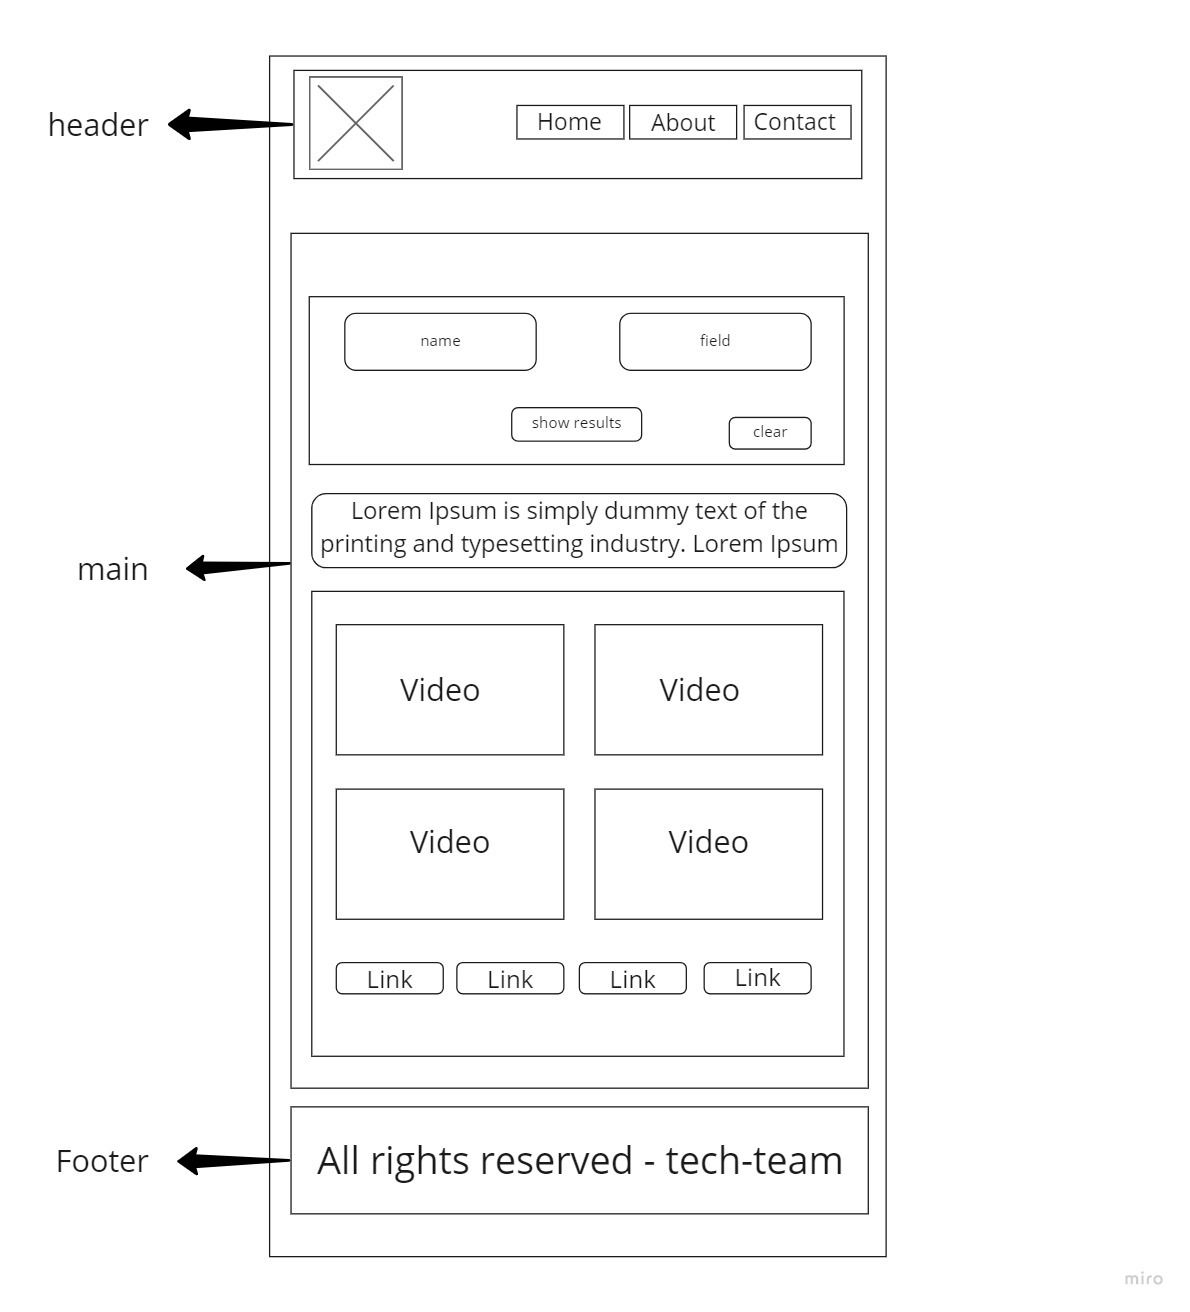 header
Home About Contact
name field
show results
clear
Lorem Ipsum is simply dummy text of the
printing and typesetting industry. Lorem Ipsum
main
Video Video
Video Video
Link Link Link Link
Footer
All rights reserved - tech-team
miro